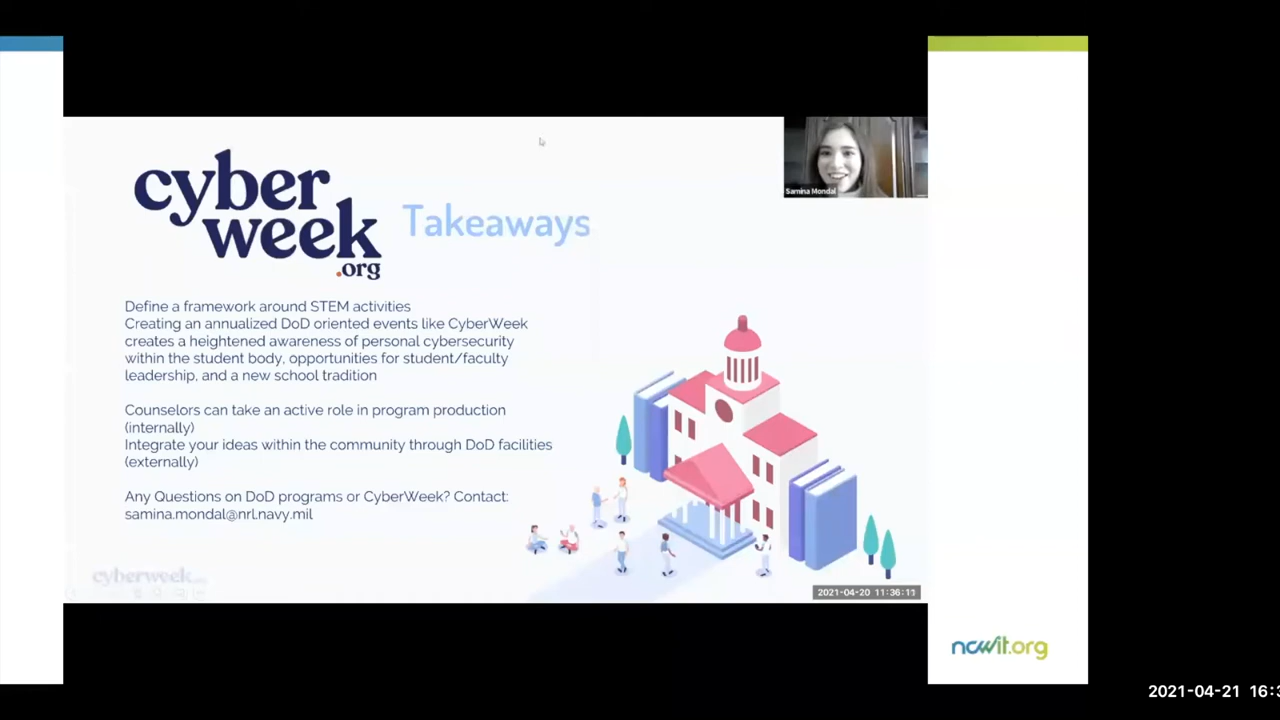 cyber
week
.org
Takeaways
Samina Mondal
Define a framework around STEM activities
Creating an annualized DoD oriented events like CyberWeek
creates a heightened awareness of personal cybersecurity
within the student body, opportunities for student/faculty
leadership, and a new school tradition
Counselors can take an active role in program production
(internally)
Integrate your ideas within the community through DoD facilities
(externally)
Any Questions on DoD programs or CyberWeek? Contact:
samina.mondal@nrl.navy.mil
cyberweek
2021-04-20 11:36:11
ncwit.org
2021-04-21 16:3